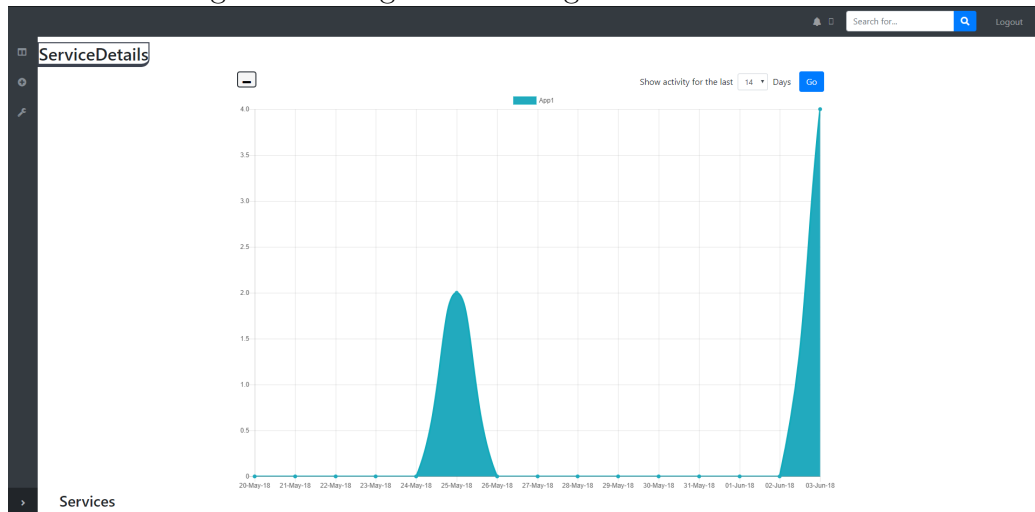 Search for...
Logout
ServiceDetails
Show activity for the last 14 Days Go
App1
4.0
3.5
3.0
2.5
2.0
1.5
1.0
0.5
0
20-May-18 21-May-18 22-May-18 23-May-18 24-May-18 25-May-18 26-May-18 27-May-18 28-May-18 29-May-18 30-May-18 31-May-18 01-Jun-18 02-Jun-18 03-Jun-18
Services